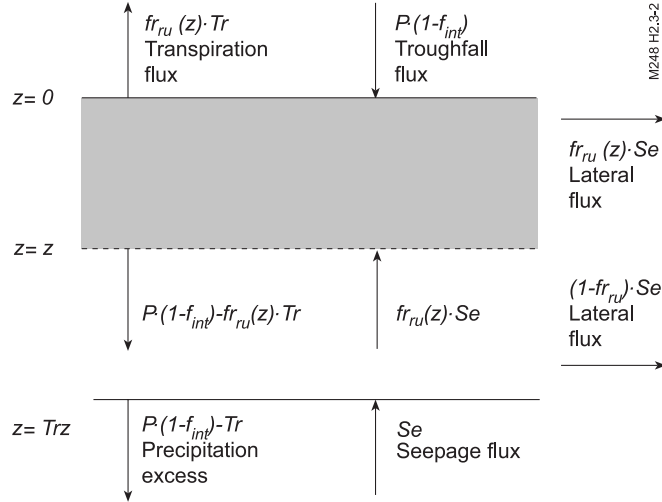 fr_ru (z)·Tr
Transpiration
flux
P·(1-f_int)
Troughfall
flux
M248 H2.3-2
z= 0
fr_ru (z)·Se
Lateral
flux
z= z
P·(1-f_int)-fr_ru(z)·Tr
fr_ru(z)·Se
(1-fr_ru)·Se
Lateral
flux
z= Trz
P·(1-f_int)-Tr
Precipitation
excess
Se
Seepage flux